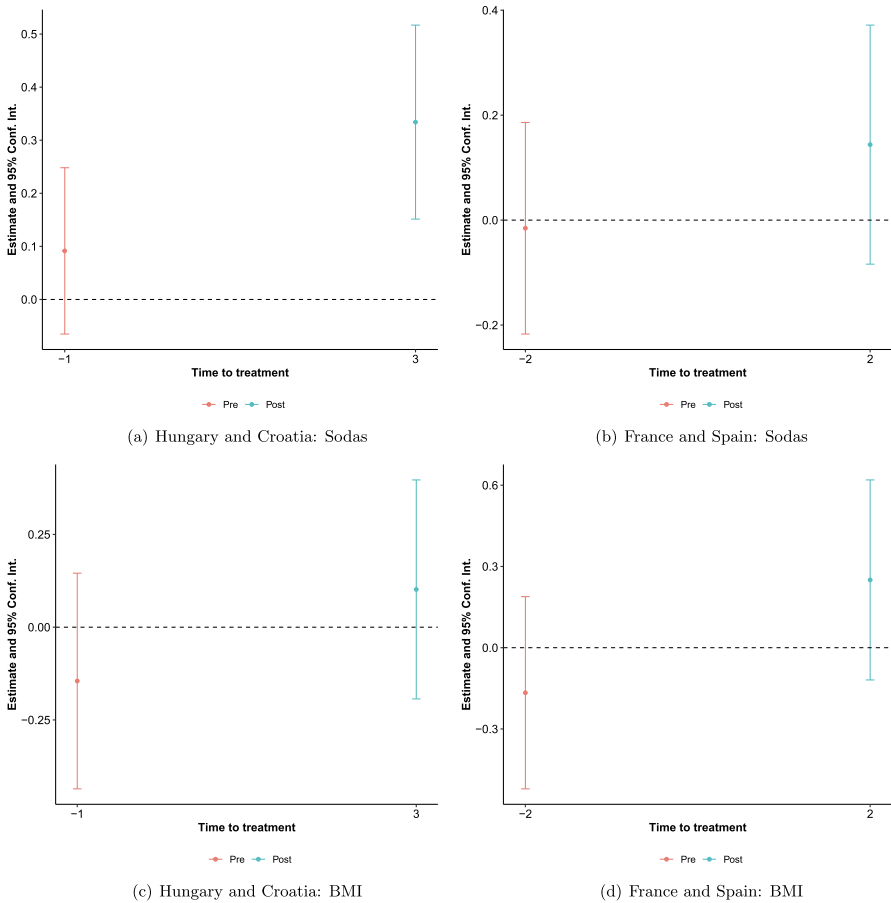 Estimate and 95% Conf. Int.
0.5
0.4
0.3
0.2
0.1
0.0
−1
3
Time to treatment
Pre Post
(a) Hungary and Croatia: Sodas
Estimate and 95% Conf. Int.
0.4
0.2
0.0
−0.2
−2
2
Time to treatment
Pre Post
(b) France and Spain: Sodas
Estimate and 95% Conf. Int.
0.25
0.00
−0.25
−1
3
Time to treatment
Pre Post
(c) Hungary and Croatia: BMI
Estimate and 95% Conf. Int.
0.6
0.3
0.0
−0.3
−2
2
Time to treatment
Pre Post
(d) France and Spain: BMI